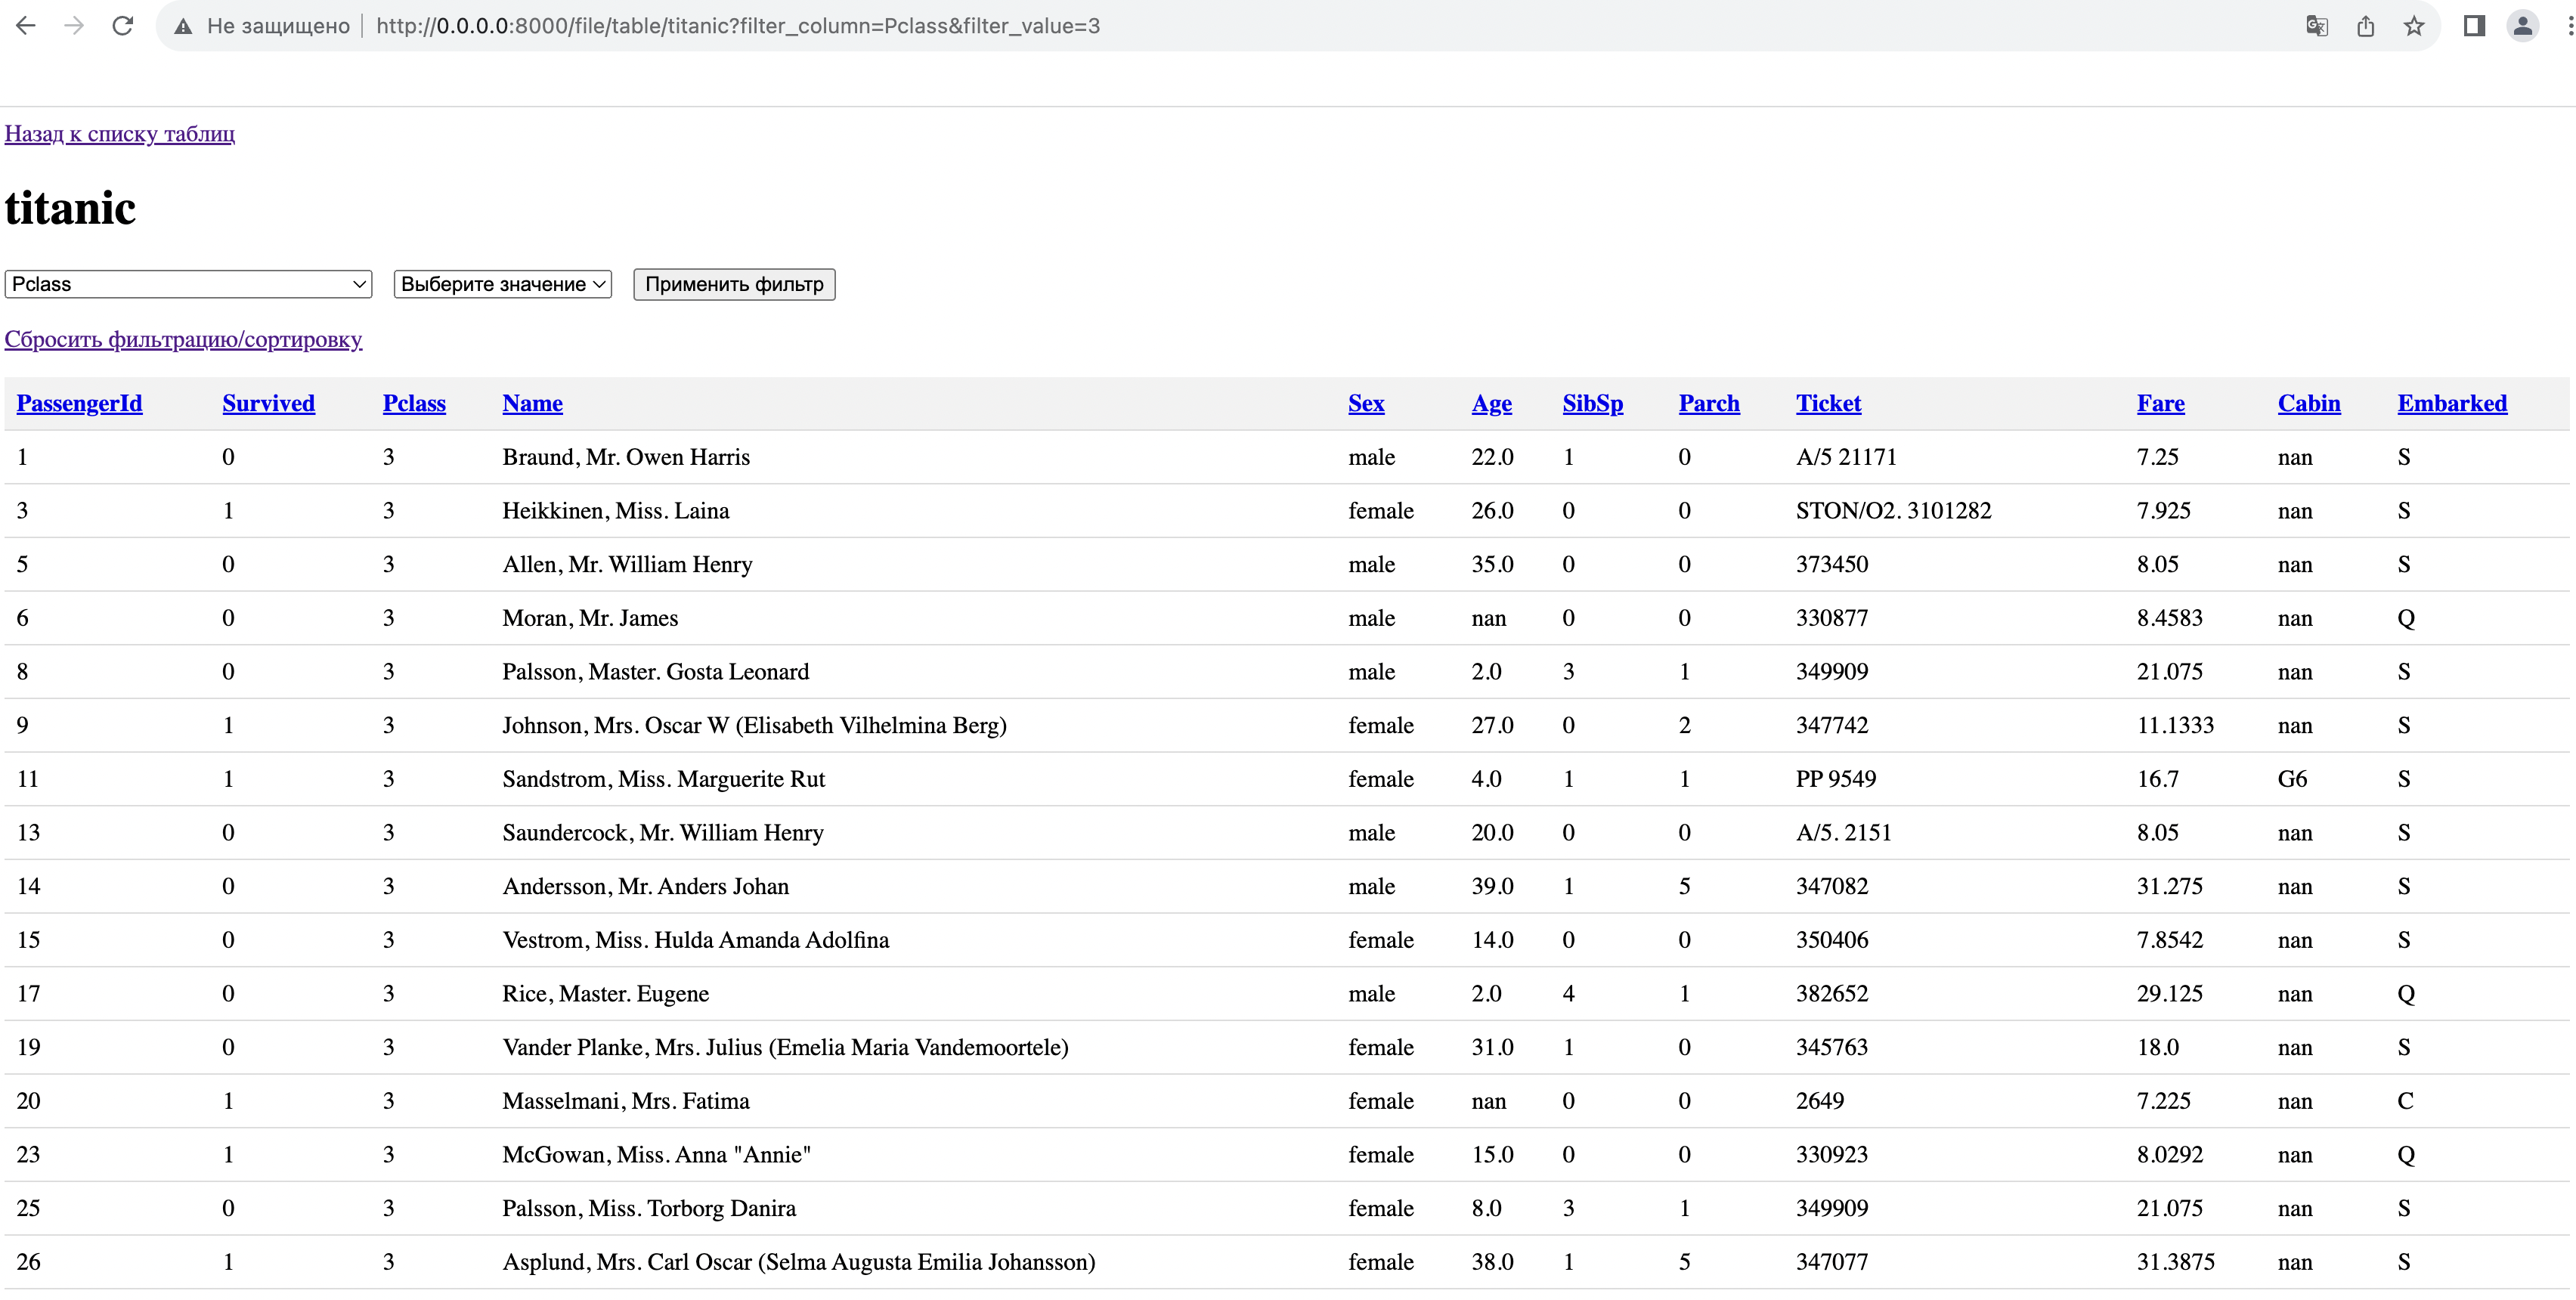 Не защищено http://0.0.0.0:8000/file/table/titanic?filter_column=Pclass&filter_value=3
Назад к списку таблиц
titanic
Pclass Выберите значение Применить фильтр
Сбросить фильтрацию/сортировку
PassengerId Survived Pclass Name Sex Age SibSp Parch Ticket Fare Cabin Embarked
1 0 3 Braund, Mr. Owen Harris male 22.0 1 0 A/5 21171 7.25 nan S
3 1 3 Heikkinen, Miss. Laina female 26.0 0 0 STON/O2. 3101282 7.925 nan S
5 0 3 Allen, Mr. William Henry male 35.0 0 0 373450 8.05 nan S
6 0 3 Moran, Mr. James male nan 0 0 330877 8.4583 nan Q
8 0 3 Palsson, Master. Gosta Leonard male 2.0 3 1 349909 21.075 nan S
9 1 3 Johnson, Mrs. Oscar W (Elisabeth Vilhelmina Berg) female 27.0 0 2 347742 11.1333 nan S
11 1 3 Sandstrom, Miss. Marguerite Rut female 4.0 1 1 PP 9549 16.7 G6 S
13 0 3 Saundercock, Mr. William Henry male 20.0 0 0 A/5. 2151 8.05 nan S
14 0 3 Andersson, Mr. Anders Johan male 39.0 1 5 347082 31.275 nan S
15 0 3 Vestrom, Miss. Hulda Amanda Adolfina female 14.0 0 0 350406 7.8542 nan S
17 0 3 Rice, Master. Eugene male 2.0 4 1 382652 29.125 nan Q
19 0 3 Vander Planke, Mrs. Julius (Emelia Maria Vandemoortele) female 31.0 1 0 345763 18.0 nan S
20 1 3 Masselmani, Mrs. Fatima female nan 0 0 2649 7.225 nan C
23 1 3 McGowan, Miss. Anna "Annie" female 15.0 0 0 330923 8.0292 nan Q
25 0 3 Palsson, Miss. Torborg Danira female 8.0 3 1 349909 21.075 nan S
26 1 3 Asplund, Mrs. Carl Oscar (Selma Augusta Emilia Johansson) female 38.0 1 5 347077 31.3875 nan S